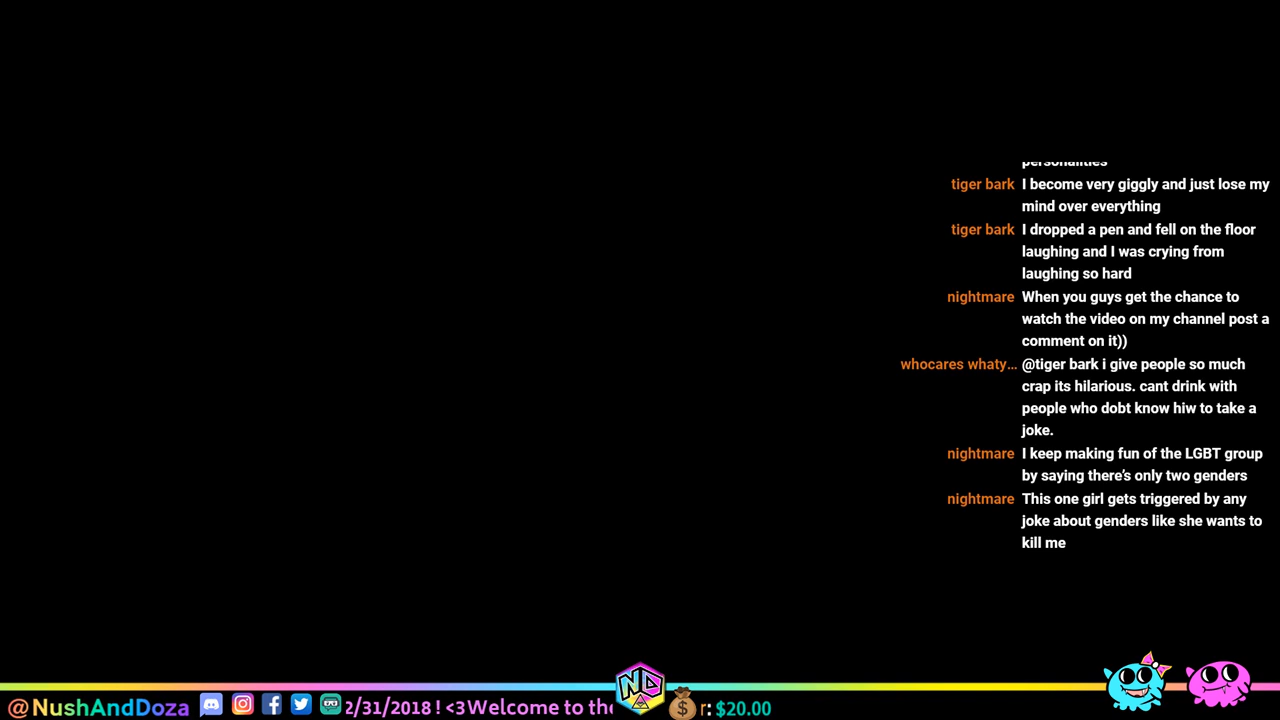 personalities
tiger bark I become very giggly and just lose my
mind over everything
tiger bark I dropped a pen and fell on the floor
laughing and I was crying from
laughing so hard
nightmare When you guys get the chance to
watch the video on my channel post a
comment on it))
whocares whaty… @tiger bark i give people so much
crap its hilarious. cant drink with
people who dobt know hiw to take a
joke.
nightmare I keep making fun of the LGBT group
by saying there's only two genders
nightmare This one girl gets triggered by any
joke about genders like she wants to
kill me
@NushAndDoza 2/31/2018 ! <3Welcome to the ND r: $20.00